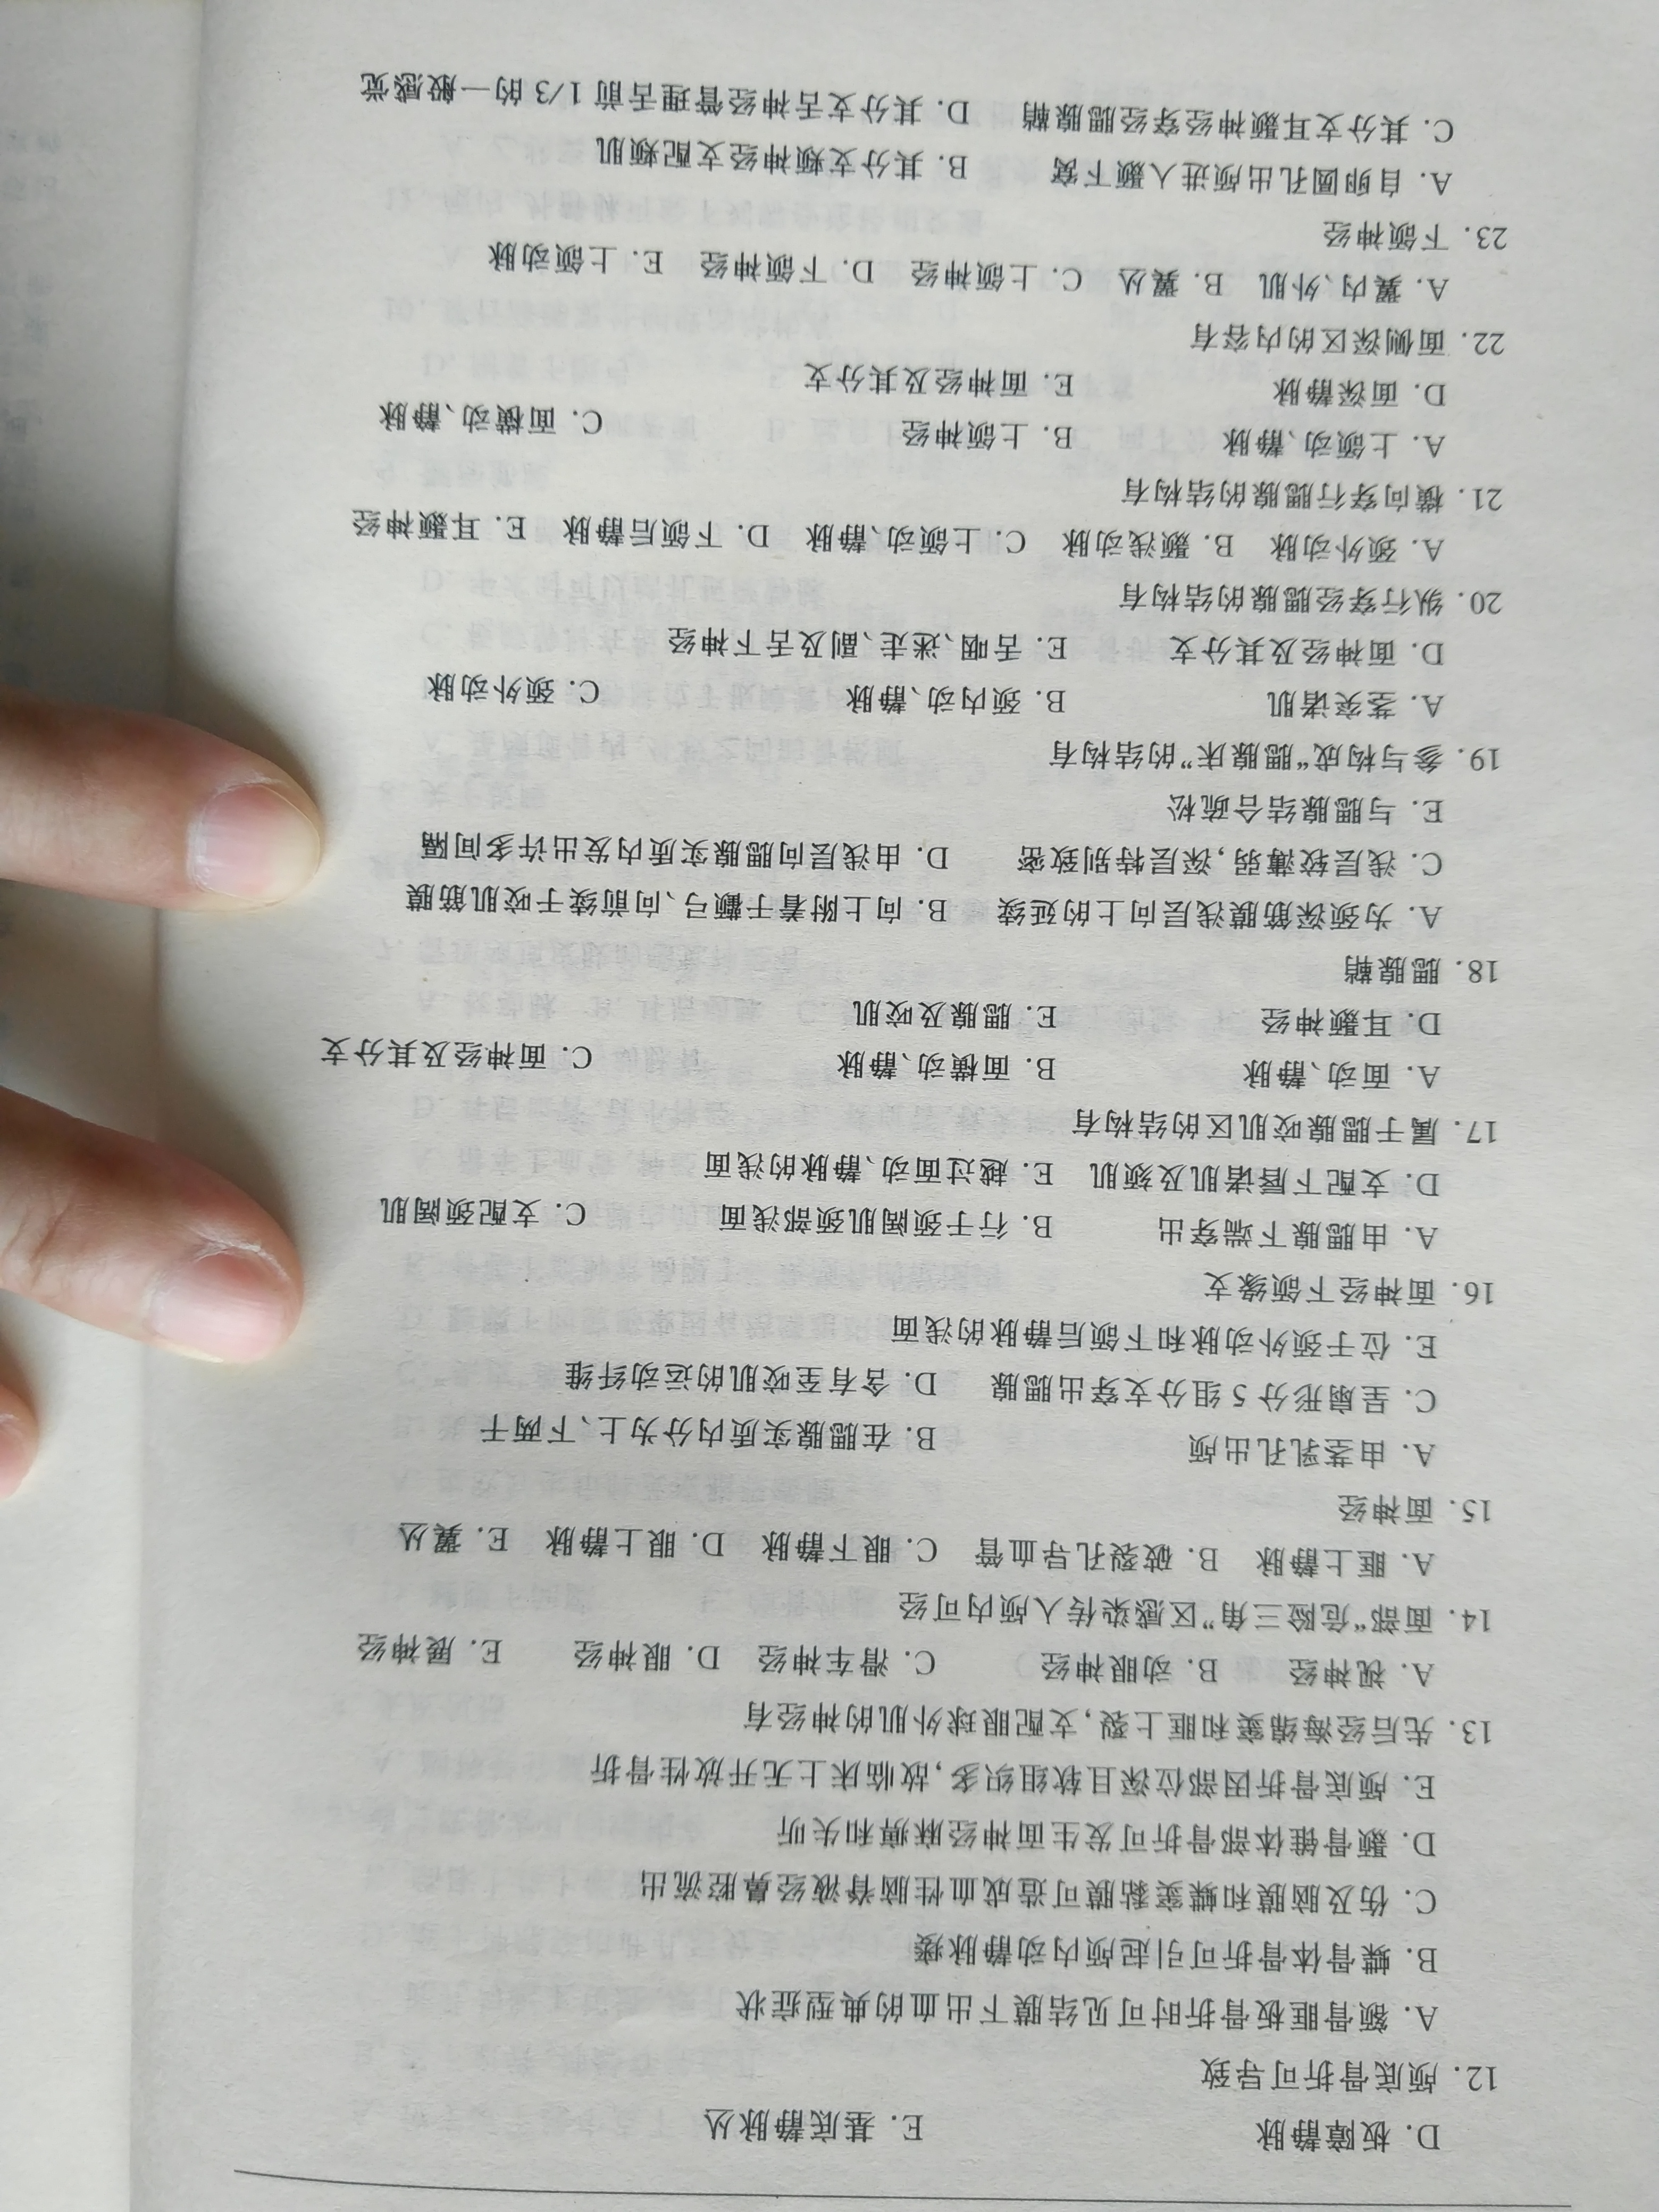 D. 板障静脉 E. 基底静脉丛
12. 颅底骨折可导致
A. 额骨眶板骨折时可见结膜下出血的典型症状
B. 蝶骨体骨折可引起颅内动静脉瘘
C. 伤及脑膜和蝶窦黏膜可造成血性脑脊液经鼻腔流出
D. 颞骨锥体部骨折可发生面神经麻痹和失听
E. 颅底骨折因部位深且软组织多,故临床上无开放性骨折
13. 先后经海绵窦和眶上裂,支配眼球外肌的神经有
A. 视神经 B. 动眼神经 C. 滑车神经 D. 眼神经 E. 展神经
14. 面部“危险三角”区感染传入颅内可经
A. 眶上静脉 B. 破裂孔导血管 C. 眼下静脉 D. 眼上静脉 E. 翼丛
15. 面神经
A. 由茎乳孔出颅 B. 在腮腺实质内分为上、下两干
C. 呈扇形分 5 组分支穿出腮腺 D. 含有至咬肌的运动纤维
E. 位于颈外动脉和下颌后静脉的浅面
16. 面神经下颌缘支
A. 由腮腺下端穿出 B. 行于颈阔肌颈部浅面 C. 支配颈阔肌
D. 支配下唇诸肌及颏肌 E. 越过面动、静脉的浅面
17. 属于腮腺咬肌区的结构有
A. 面动、静脉 B. 面横动、静脉 C. 面神经及其分支
D. 耳颞神经 E. 腮腺及咬肌
18. 腮腺鞘
A. 为颈深筋膜浅层向上的延续 B. 向上附着于颧弓、向前续于咬肌筋膜
C. 浅层较薄弱,深层特别致密 D. 由浅层向腮腺实质内发出许多间隔
E. 与腮腺结合疏松
19. 参与构成“腮腺床”的结构有
A. 茎突诸肌 B. 颈内动、静脉 C. 颈外动脉
D. 面神经及其分支 E. 舌咽、迷走、副及舌下神经
20. 纵行穿经腮腺的结构有
A. 颈外动脉 B. 颞浅动脉 C. 上颌动、静脉 D. 下颌后静脉 E. 耳颞神经
21. 横向穿行腮腺的结构有
A. 上颌动、静脉 B. 上颌神经 C. 面横动、静脉
D. 面深静脉 E. 面神经及其分支
22. 面侧深区的内容有
A. 翼内、外肌 B. 翼丛 C. 上颌神经 D. 下颌神经 E. 上颌动脉
23. 下颌神经
A. 自卵圆孔出颅进入颞下窝 B. 其分支颊神经支配颊肌
C. 其分支耳颞神经穿经腮腺鞘 D. 其分支舌神经管理舌前 1/3 的一般感觉